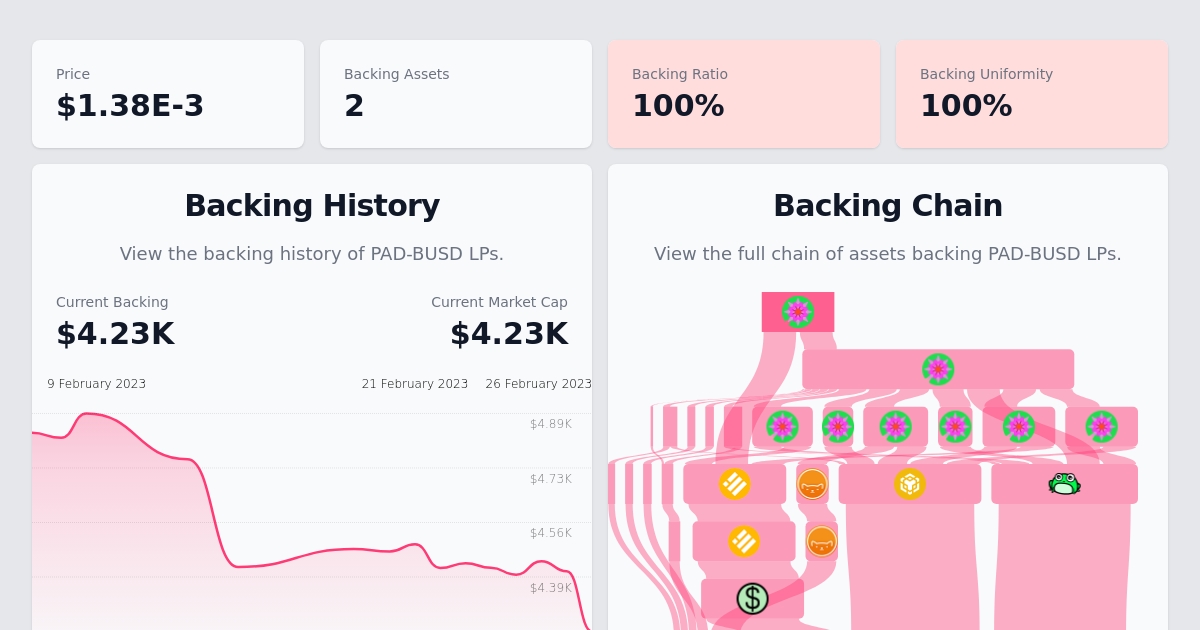 Price
$1.38E-3
Backing Assets
2
Backing Ratio
100%
Backing Uniformity
100%
Backing History
View the backing history of PAD-BUSD LPs.
Current Backing
$4.23K
Current Market Cap
$4.23K
9 February 2023
21 February 2023
26 February 2023
$4.89K
$4.73K
$4.56K
$4.39K
Backing Chain
View the full chain of assets backing PAD-BUSD LPs.
$